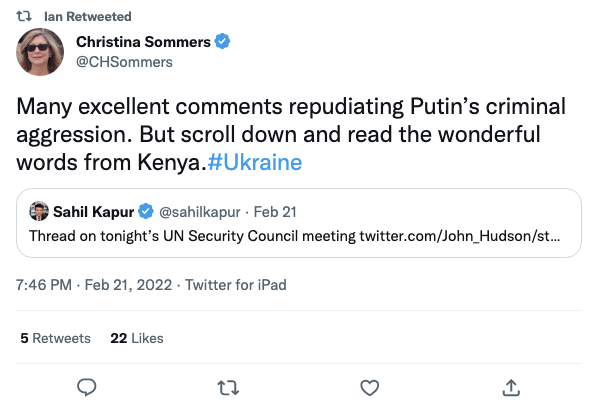 Ian Retweeted
Christina Sommers
@CHSommers
Many excellent comments repudiating Putin's criminal
aggression. But scroll down and read the wonderful
words from Kenya.#Ukraine
Sahil Kapur @sahilkapur · Feb 21
Thread on tonight's UN Security Council meeting twitter.com/John_Hudson/st...
7:46 PM · Feb 21, 2022 · Twitter for iPad
5 Retweets 22 Likes